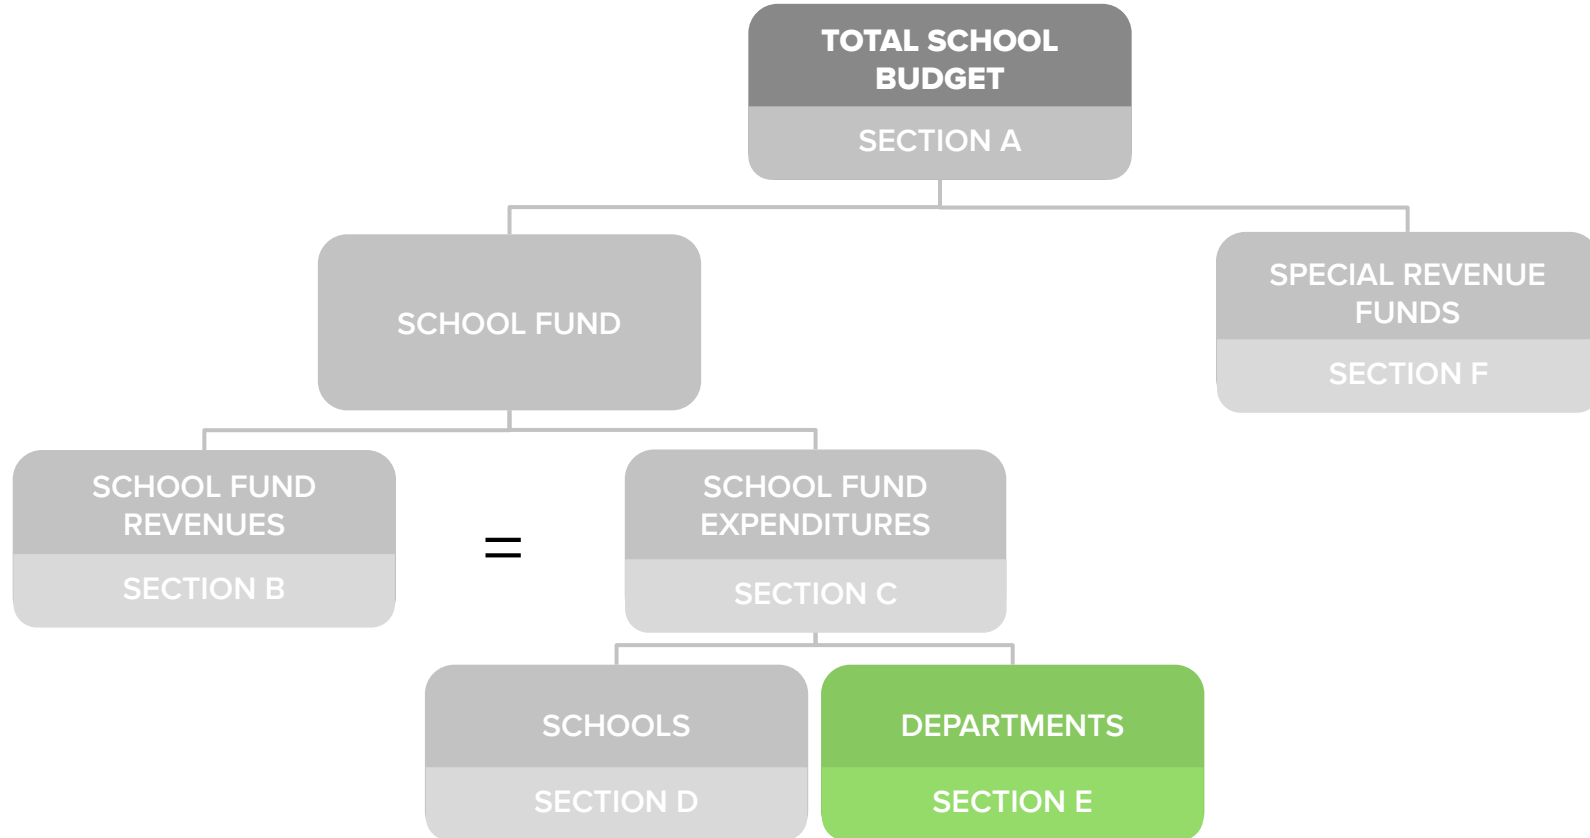 TOTAL SCHOOL
BUDGET
SECTION A
SCHOOL FUND
SPECIAL REVENUE
FUNDS
SECTION F
SCHOOL FUND
REVENUES
SECTION B
=
SCHOOL FUND
EXPENDITURES
SECTION C
SCHOOLS
SECTION D
DEPARTMENTS
SECTION E